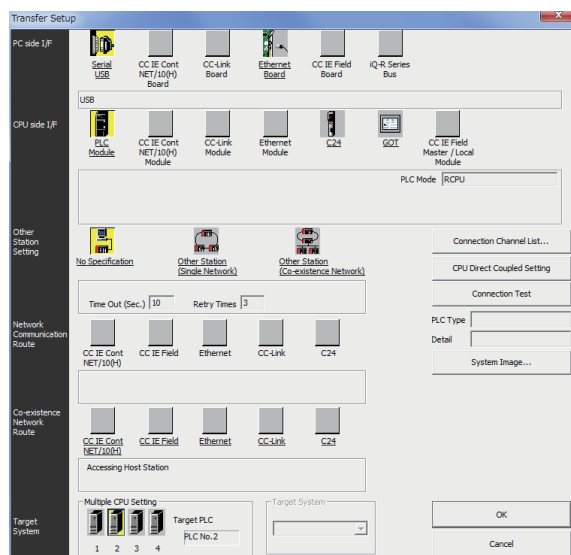 Transfer Setup
PC side I/F
Serial
USB
CC IE Cont
NET/10(H)
Board
CC-Link
Board
Ethernet
Board
CC IE Field
Board
iQ-R Series
Bus
USB
CPU side I/F
PLC
Module
CC IE Cont
NET/10(H)
Module
CC-Link
Module
Ethernet
Module
C24
GOT
CC IE Field
Master / Local
Module
PLC Mode RCPU
Other
Station
Setting
No Specification
Other Station
(Single Network)
Other Station
(Co-existence Network)
Time Out (Sec.) 10 Retry Times 3
Connection Channel List...
CPU Direct Coupled Setting
Connection Test
PLC Type
Detail
System Image...
Network
Communication
Route
CC IE Cont
NET/10(H)
CC IE Field
Ethernet
CC-Link
C24
Co-existence
Network
Route
CC IE Cont
NET/10(H)
CC IE Field
Ethernet
CC-Link
C24
Accessing Host Station
Target
System
Multiple CPU Setting
1 2 3 4
Target PLC
PLC No.2
Target System
OK
Cancel